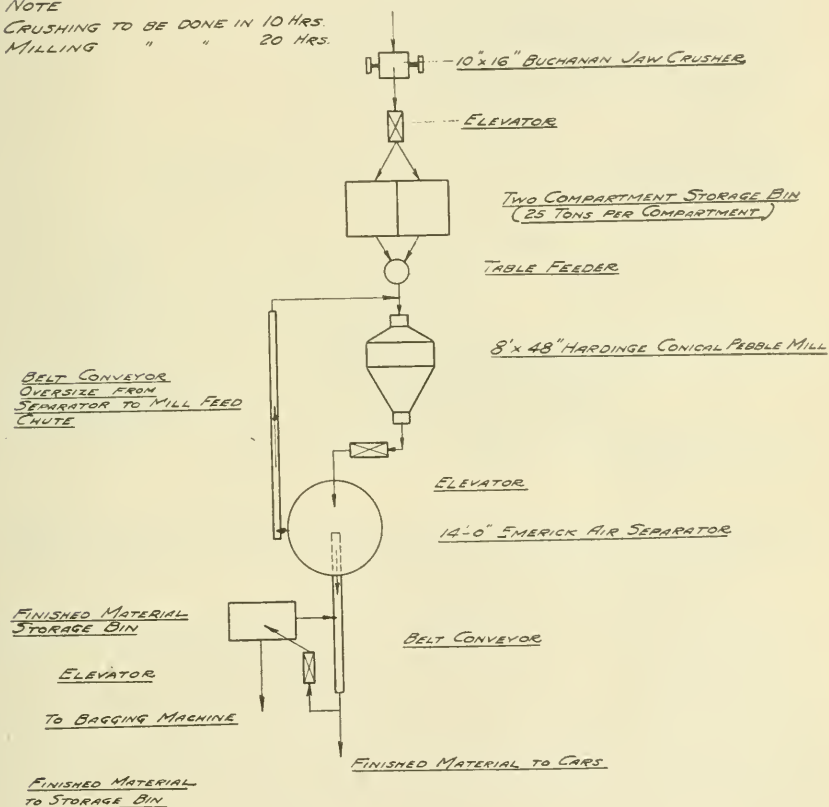 NOTE
CRUSHING TO BE DONE IN 10 HRS.
MILLING " " 20 HRS.
10"x16" BUCHANAN JAW CRUSHER
ELEVATOR
TWO COMPARTMENT STORAGE BIN
(25 TONS PER COMPARTMENT)
TABLE FEEDER
8'x 48" HARDINGE CONICAL PEBBLE MILL
BELT CONVEYOR
OVERSIZE FROM
SEPARATOR TO MILL FEED
CHUTE
ELEVATOR
14'-0" EMERICK AIR SEPARATOR
FINISHED MATERIAL
STORAGE BIN
BELT CONVEYOR
ELEVATOR
TO BAGGING MACHINE
FINISHED MATERIAL TO CARS
FINISHED MATERIAL
TO STORAGE BIN